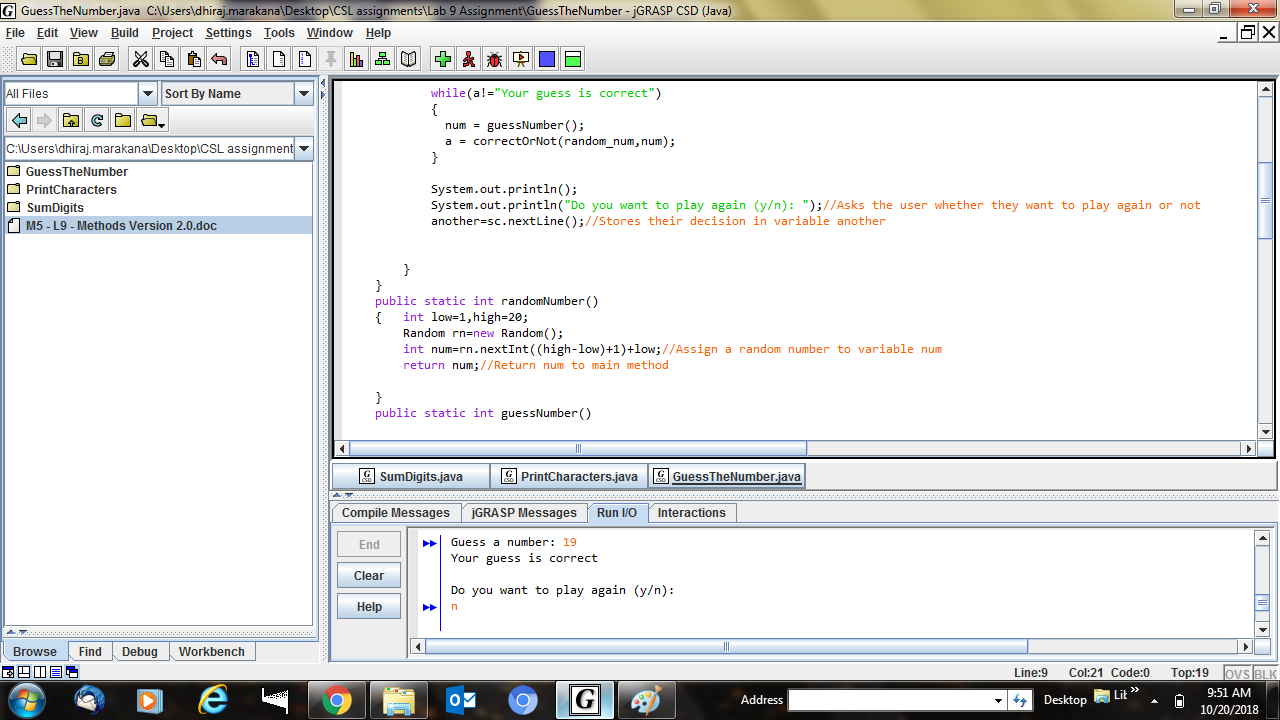 GuessTheNumber.java  C:\Users\dhiraj.marakana\Desktop\CSL assignments\Lab 9 Assignment\GuessTheNumber - jGRASP CSD (Java)
File Edit View Build Project Settings Tools Window Help
All Files
Sort By Name
C:\Users\dhiraj.marakana\Desktop\CSL assignment
GuessTheNumber
PrintCharacters
SumDigits
M5 - L9 - Methods Version 2.0.doc
Browse Find Debug Workbench
while(a!="Your guess is correct")
{
num = guessNumber();
a = correctOrNot(random_num,num);
}
System.out.println();
System.out.println("Do you want to play again (y/n): ");//Asks the user whether they want to play again or not
another=sc.nextLine();//Stores their decision in variable another
}
}
public static int randomNumber()
{   int low=1,high=20;
Random rn=new Random();
int num=rn.nextInt((high-low)+1)+low;//Assign a random number to variable num
return num;//Return num to main method
}
public static int guessNumber()
SumDigits.java PrintCharacters.java GuessTheNumber.java
Compile Messages jGRASP Messages Run I/O Interactions
End
Clear
Help
Guess a number: 19
Your guess is correct
Do you want to play again (y/n):
n
Line:9 Col:21 Code:0 Top:19 OVS BLK
Address Desktop Lit
9:51 AM
10/20/2018